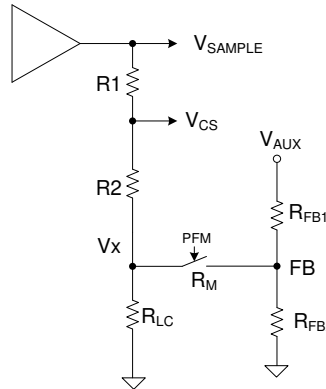 VSAMPLE
R1
VCS
VAUX
R2
RFB1
Vx
PFM
FB
RM
RLC
RFB